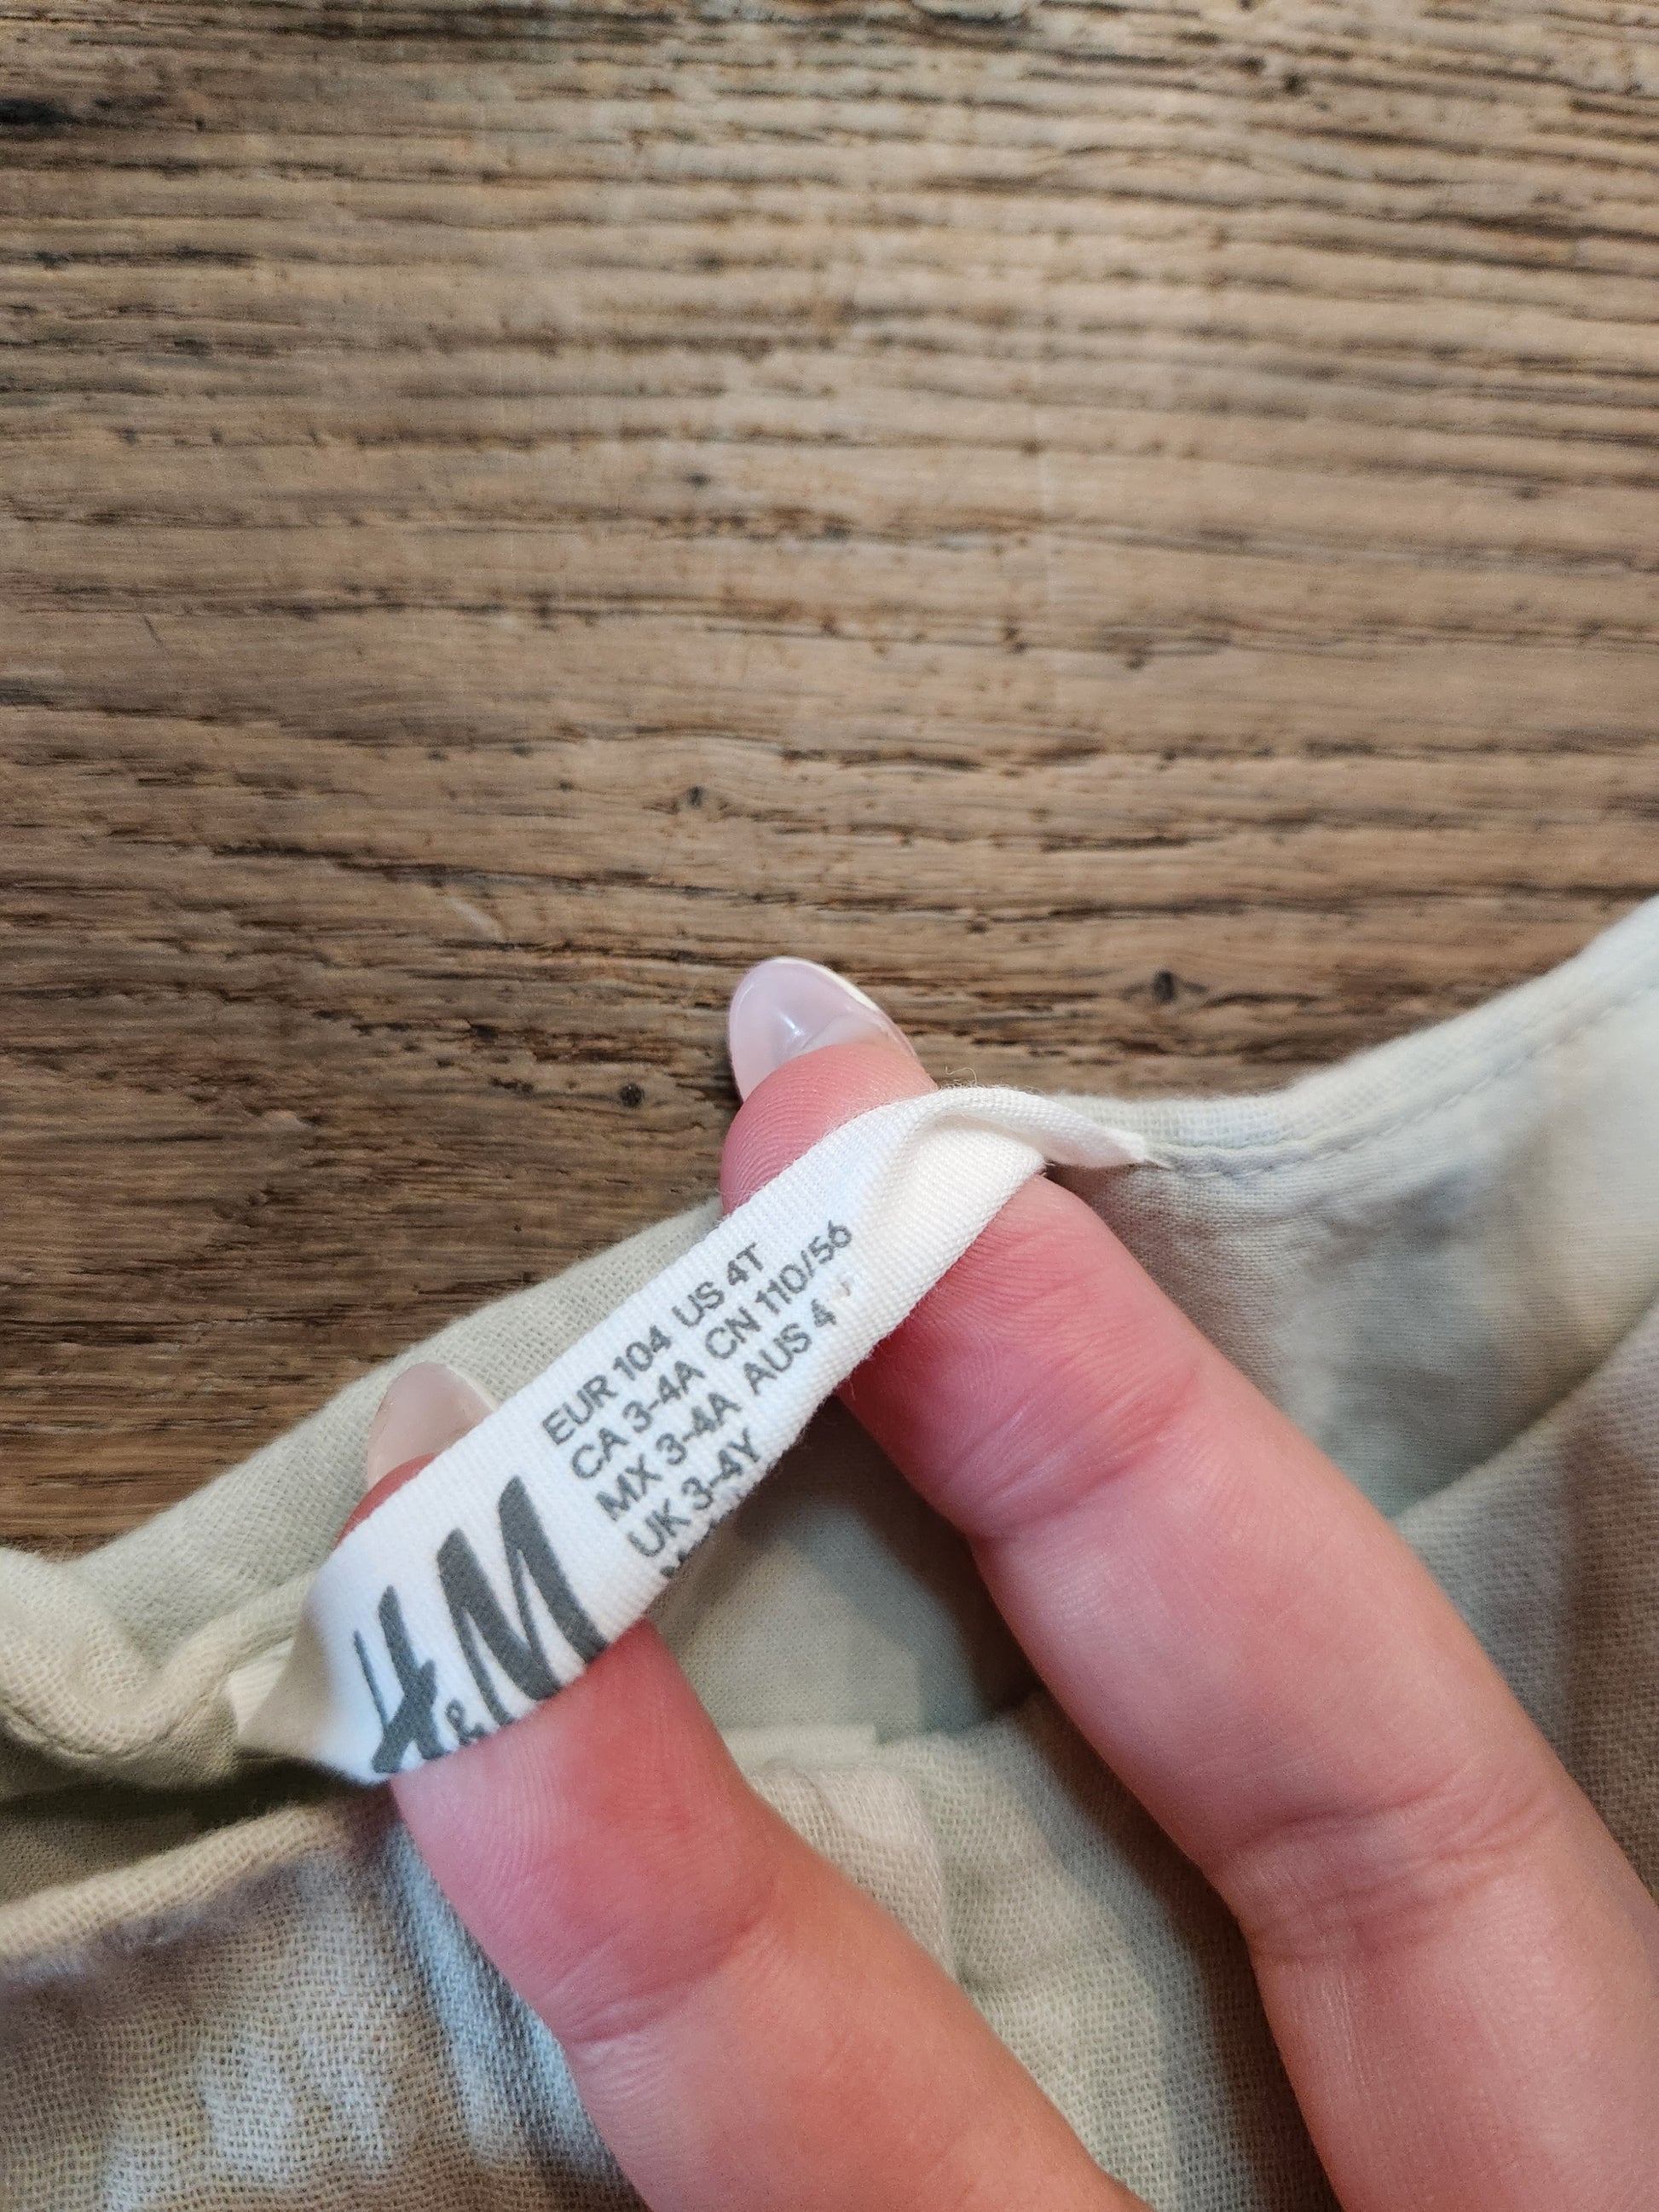 H&M
EUR 104 US 4T
CA 3-4A CN 110/56
MX 3-4A AUS 4
UK 3-4Y